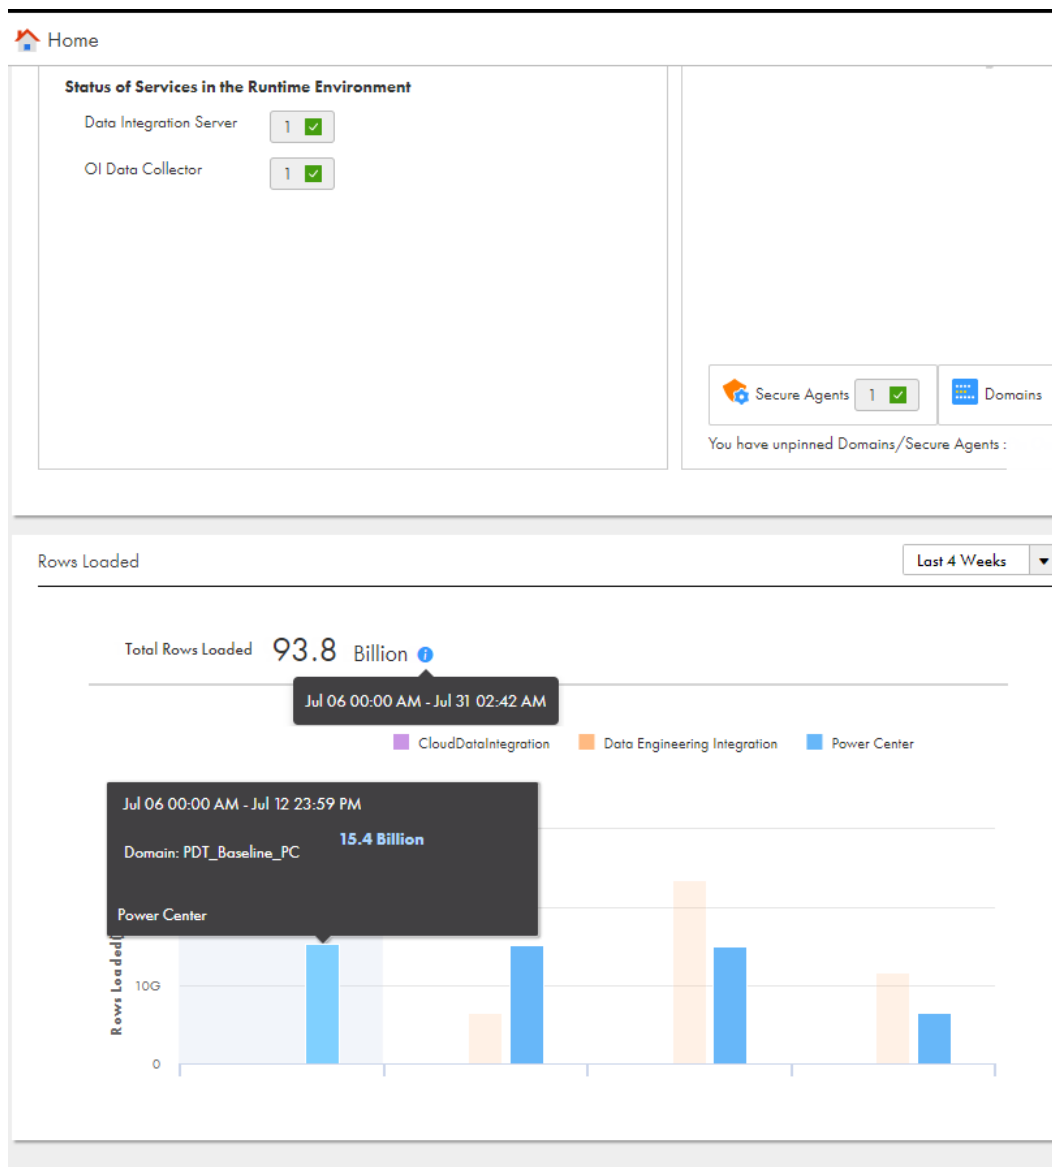 Home
Status of Services in the Runtime Environment
Data Integration Server 1
OI Data Collector 1
Secure Agents 1
Domains
You have unpinned Domains/Secure Agents :
Rows Loaded
Last 4 Weeks
Total Rows Loaded 93.8 Billion
Jul 06 00:00 AM - Jul 31 02:42 AM
CloudDataIntegration Data Engineering Integration Power Center
Jul 06 00:00 AM - Jul 12 23:59 PM
15.4 Billion
Domain: PDT_Baseline_PC
Power Center
Rows Loaded(
10G
0